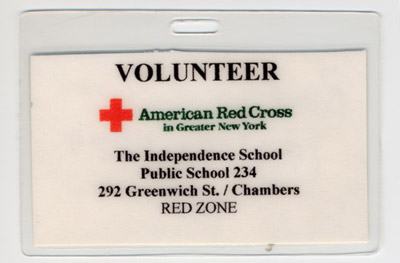 VOLUNTEER
American Red Cross
in Greater New York
The Independence School
Public School 234
292 Greenwich St. / Chambers
RED ZONE